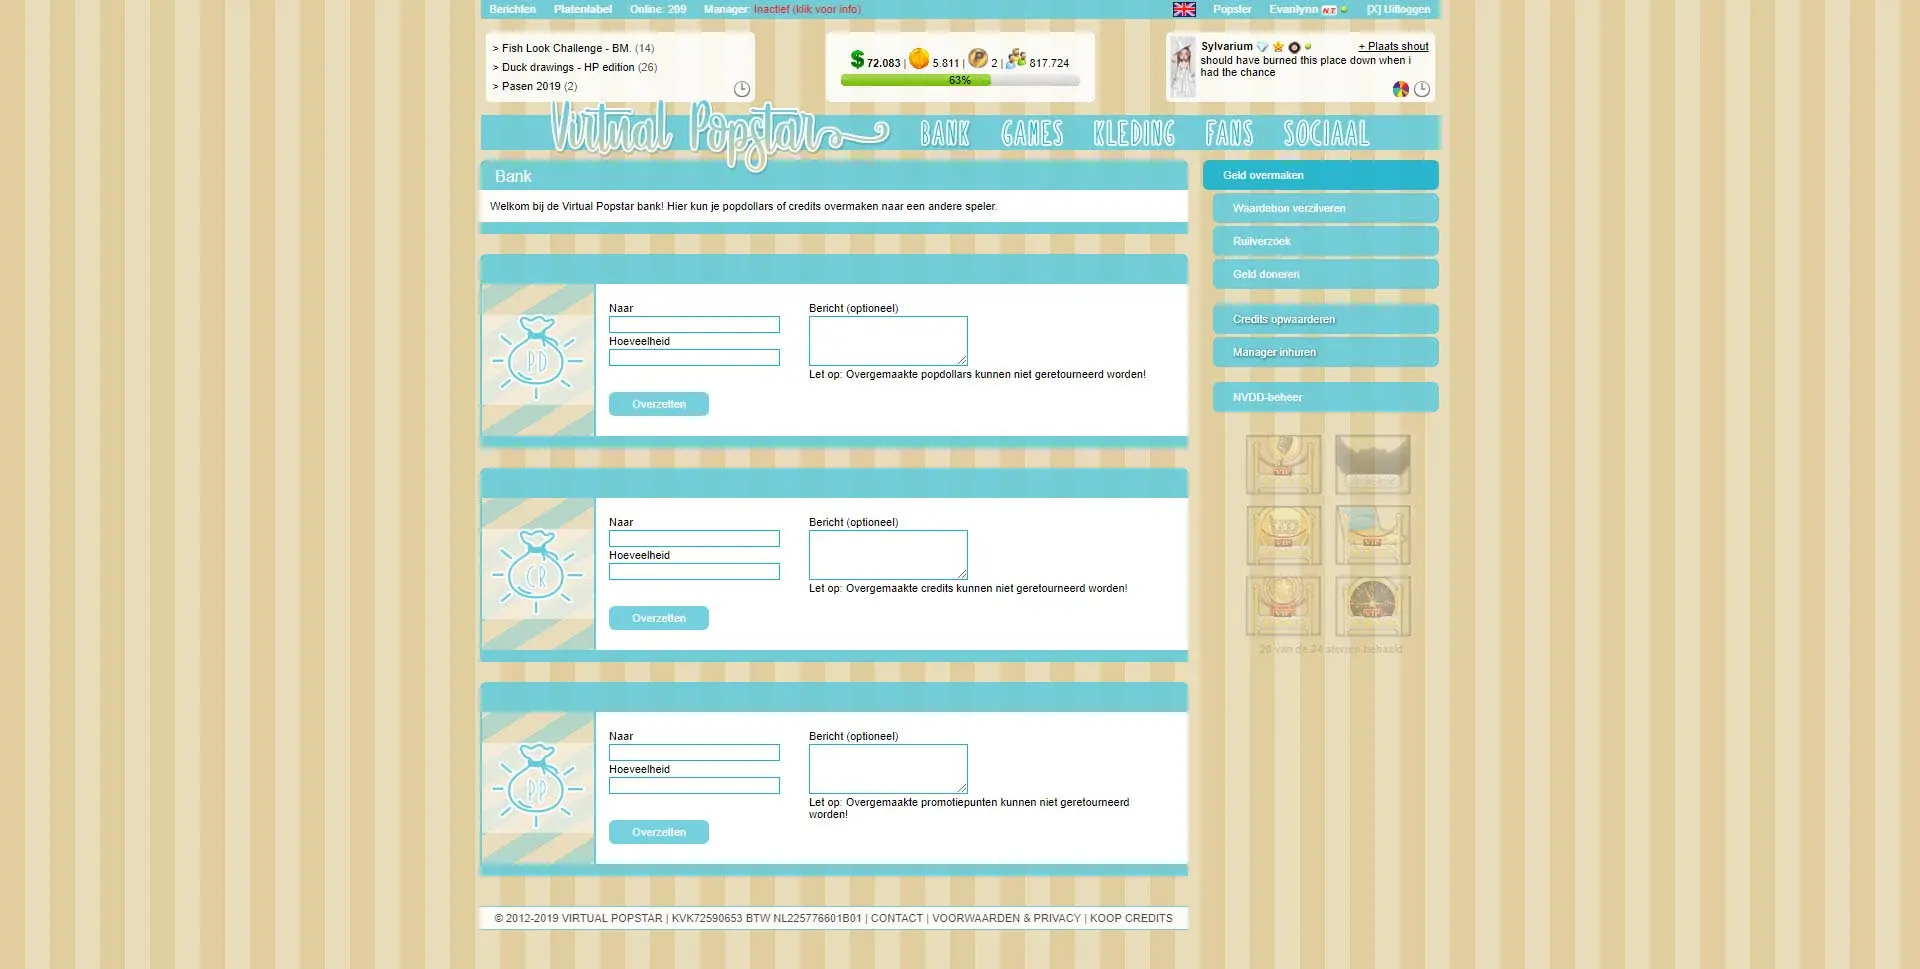 Berichten Platenlabel Online: 209 Manager: Inactief (klik voor info) Popster Evanlynn NT [X] Uitloggen
> Fish Look Challenge - BM. (14)
> Duck drawings - HP edition (26)
> Pasen 2019 (2)
$ 72.083 | 5.811 | P 2 | 817.724
63%
Sylvarium + Plaats shout
should have burned this place down when i
had the chance
Virtual Popstar BANK GAMES KLEDING FANS SOCIAAL
Bank
Welkom bij de Virtual Popstar bank! Hier kun je popdollars of credits overmaken naar een andere speler.
Geld overmaken
Waardebon verzilveren
Ruilverzoek
Geld doneren
Credits opwaarderen
Manager inhuren
NVDD-beheer
VIP
VIP
VIP
VIP
VIP
20 van de 24 sterren behaald
PD
Naar
Hoeveelheid
Bericht (optioneel)
Let op: Overgemaakte popdollars kunnen niet geretourneerd worden!
Overzetten
CR
Naar
Hoeveelheid
Bericht (optioneel)
Let op: Overgemaakte credits kunnen niet geretourneerd worden!
Overzetten
PP
Naar
Hoeveelheid
Bericht (optioneel)
Let op: Overgemaakte promotiepunten kunnen niet geretourneerd
worden!
Overzetten
© 2012-2019 VIRTUAL POPSTAR | KVK72590653 BTW NL225776601B01 | CONTACT | VOORWAARDEN & PRIVACY | KOOP CREDITS